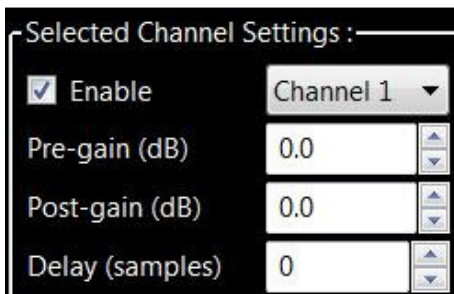 Selected Channel Settings :
Enable Channel 1
Pre-gain (dB) 0.0
Post-gain (dB) 0.0
Delay (samples) 0